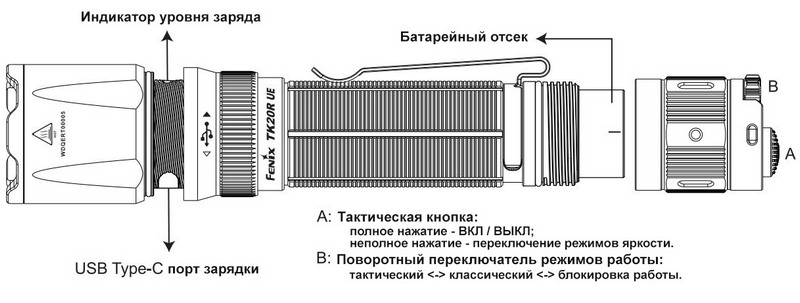 Индикатор уровня заряда
Батарейный отсек
WDQERT00005
FENIX TK20R UE
B
A
A: Тактическая кнопка:
полное нажатие - ВКЛ / ВЫКЛ;
неполное нажатие - переключение режимов яркости.
B: Поворотный переключатель режимов работы:
тактический <-> классический <-> блокировка работы.
USB Type-C порт зарядки